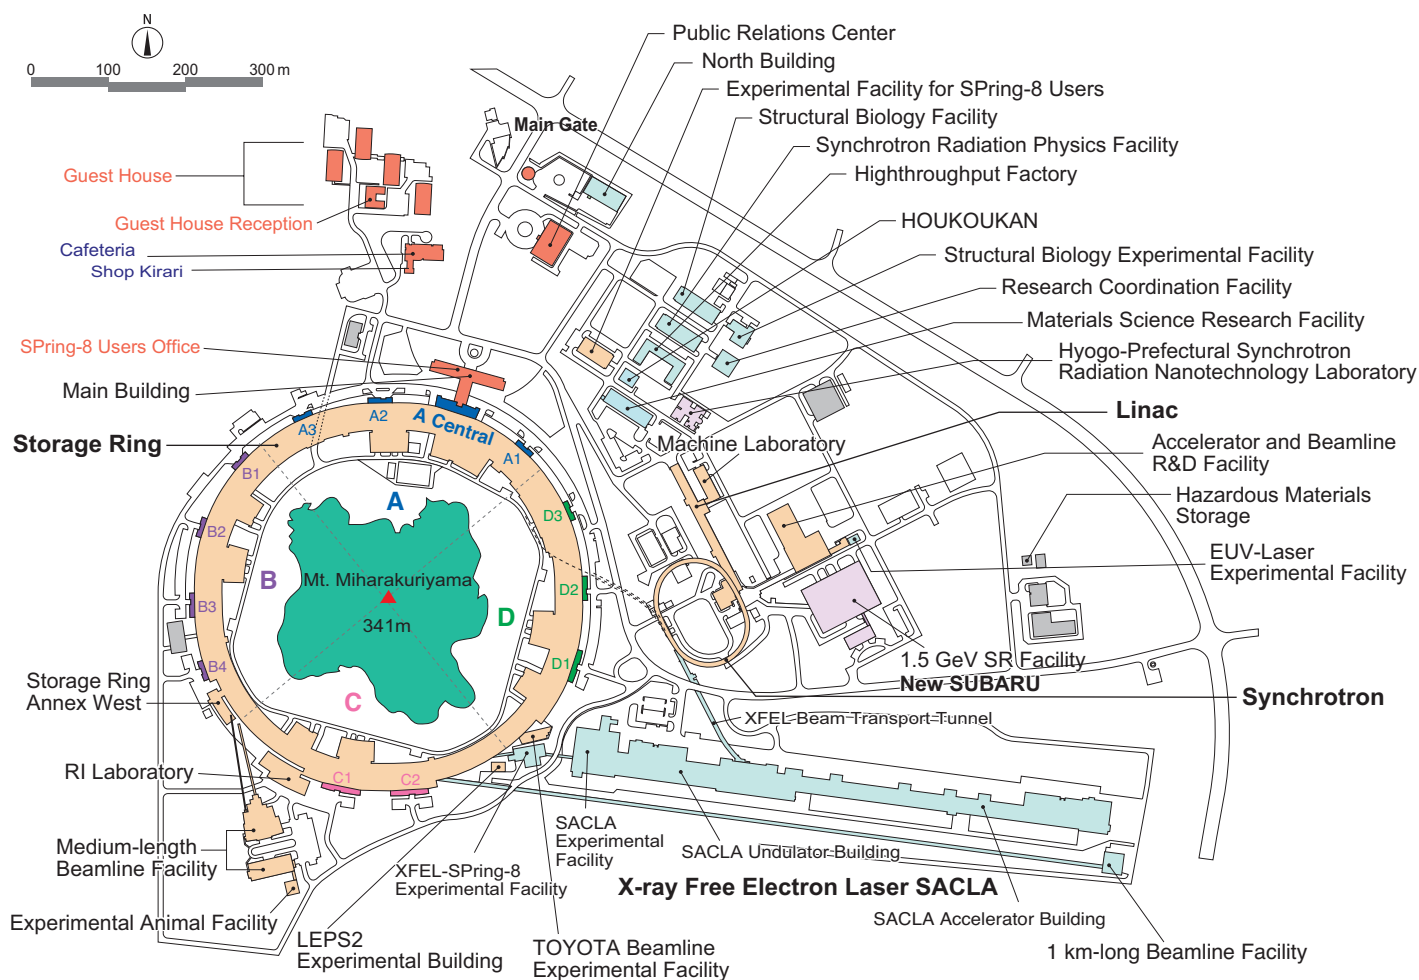 N
0 100 200 300 m
Public Relations Center
North Building
Experimental Facility for SPring-8 Users
Main Gate
Structural Biology Facility
Synchrotron Radiation Physics Facility
Highthroughput Factory
Guest House
Guest House Reception
HOUKOUKAN
Cafeteria
Shop Kirari
Structural Biology Experimental Facility
Research Coordination Facility
Materials Science Research Facility
Hyogo-Prefectural Synchrotron
Radiation Nanotechnology Laboratory
SPring-8 Users Office
Main Building
Linac
Storage Ring
A3
A2
A Central
A1
Machine Laboratory
Accelerator and Beamline
R&D Facility
B1
A
Hazardous Materials
Storage
B2
D3
EUV-Laser
Experimental Facility
B
Mt. Miharakuriyama
341m
D
D2
B3
B4
D1
1.5 GeV SR Facility
New SUBARU
Storage Ring
Annex West
C
Synchrotron
XFEL-Beam Transport Tunnel
RI Laboratory
C1
C2
Medium-length
Beamline Facility
SACLA
Experimental
Facility
SACLA Undulator Building
XFEL-SPring-8
Experimental Facility
X-ray Free Electron Laser SACLA
Experimental Animal Facility
SACLA Accelerator Building
LEPS2
Experimental Building
TOYOTA Beamline
Experimental Facility
1 km-long Beamline Facility